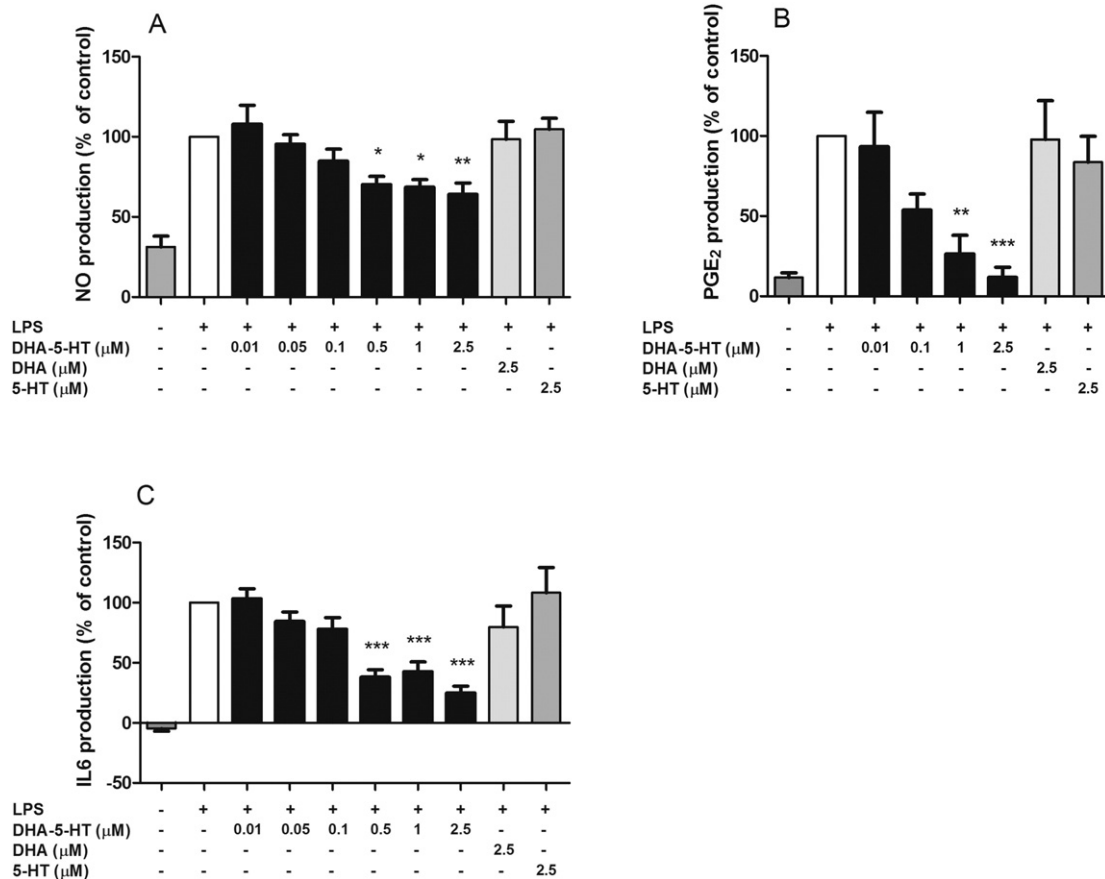 A
NO production (% of control)
150
100
50
0
* * **
LPS - + + + + + + + + +
DHA-5-HT (μM) - - 0.01 0.05 0.1 0.5 1 2.5 - -
DHA (μM) - - - - - - - - 2.5 -
5-HT (μM) - - - - - - - - - 2.5
B
PGE2 production (% of control)
150
100
50
0
** ***
LPS - + + + + + + +
DHA-5-HT (μM) - - 0.01 0.1 1 2.5 - -
DHA (μM) - - - - - - 2.5 -
5-HT (μM) - - - - - - - 2.5
C
IL6 production (% of control)
150
100
50
0
-50
*** *** ***
LPS - + + + + + + + + +
DHA-5-HT (μM) - - 0.01 0.05 0.1 0.5 1 2.5 - -
DHA (μM) - - - - - - - - 2.5 -
5-HT (μM) - - - - - - - - - 2.5